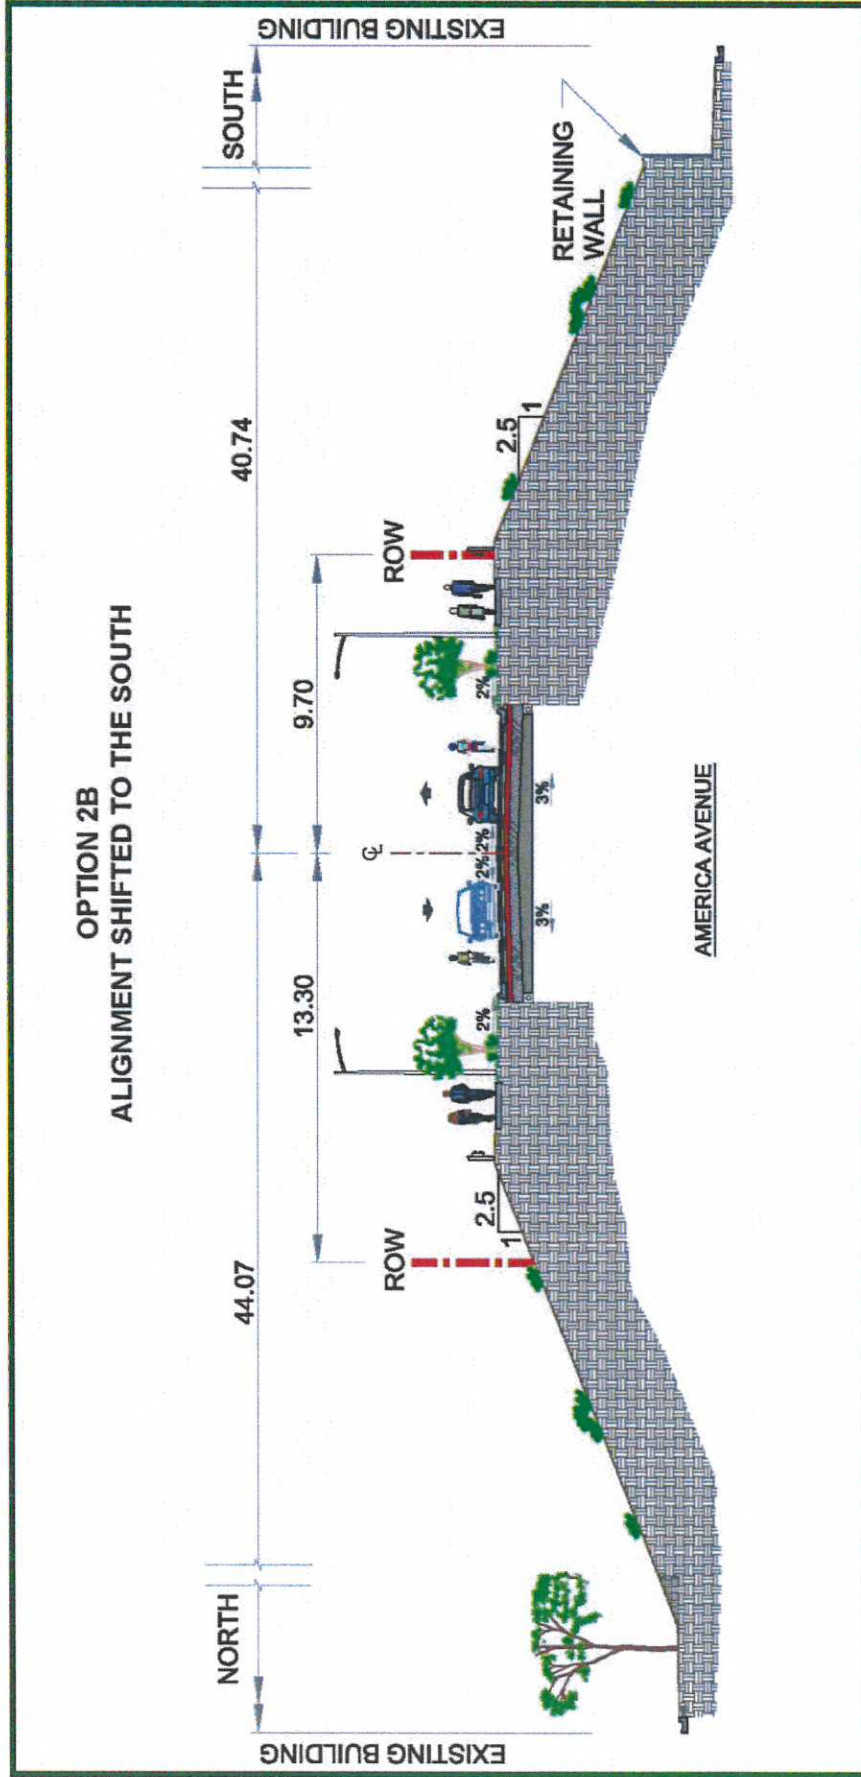 OPTION 2B
ALIGNMENT SHIFTED TO THE SOUTH
NORTH
44.07
40.74
SOUTH
EXISTING BUILDING
EXISTING BUILDING
13.30
9.70
ROW
℄
ROW
2.5
1
2%
2%
2%
2%
3%
3%
2.5
1
RETAINING
WALL
AMERICA AVENUE